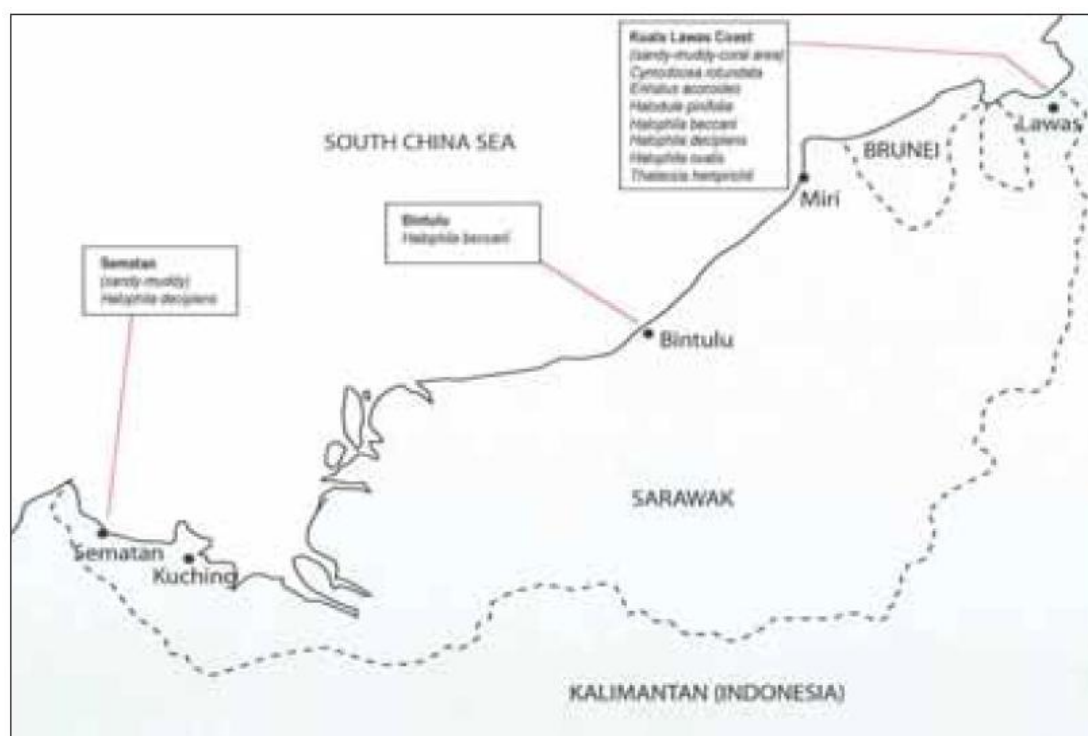 Kuala Lawas Coast
(sandy-muddy-coral area)
Cymodocea rotundata
Enhalus acoroides
Halodule pinifolia
Halophila beccarii
Halophila decipiens
Halophila ovalis
Thalassia hemprichii
SOUTH CHINA SEA
Lawas
BRUNEI
Miri
Bintulu
Halophila beccarii
Sematan
(sandy-muddy)
Halophila decipiens
Bintulu
SARAWAK
Sematan
Kuching
KALIMANTAN (INDONESIA)